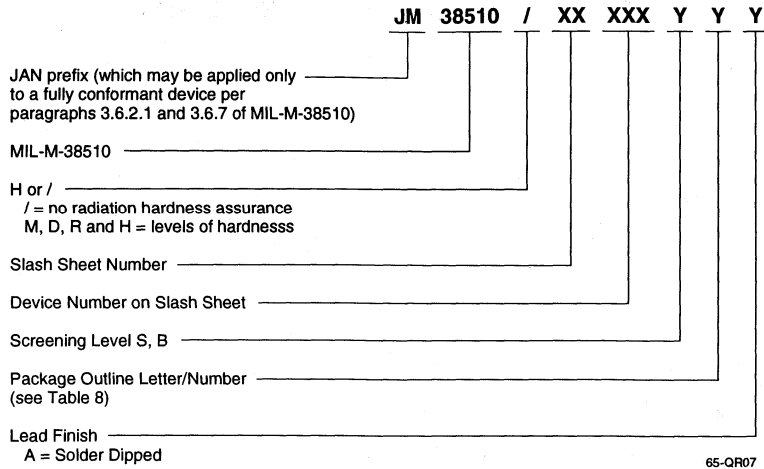 JM 38510 / XX XXX Y Y Y
JAN prefix (which may be applied only
to a fully conformant device per
paragraphs 3.6.2.1 and 3.6.7 of MIL-M-38510)
MIL-M-38510
H or /
/ = no radiation hardness assurance
M, D, R and H = levels of hardnesss
Slash Sheet Number
Device Number on Slash Sheet
Screening Level S, B
Package Outline Letter/Number
(see Table 8)
Lead Finish
A = Solder Dipped
65-QR07